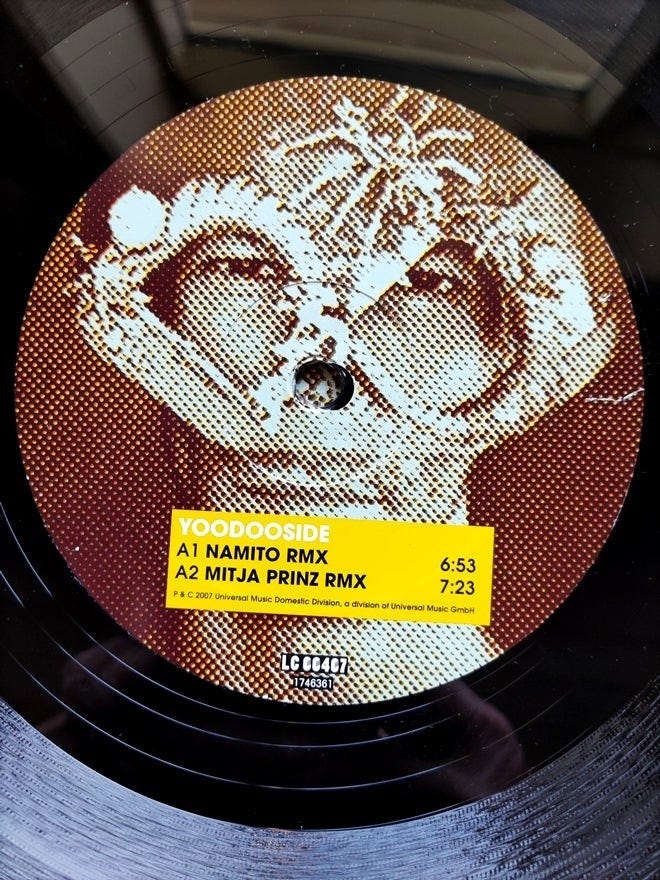 YOODOOSIDE
A1 NAMITO RMX 6:53
A2 MITJA PRINZ RMX 7:23
P & C 2007 Universal Music Domestic Division, a division of Universal Music GmbH
LC 00407
1746361